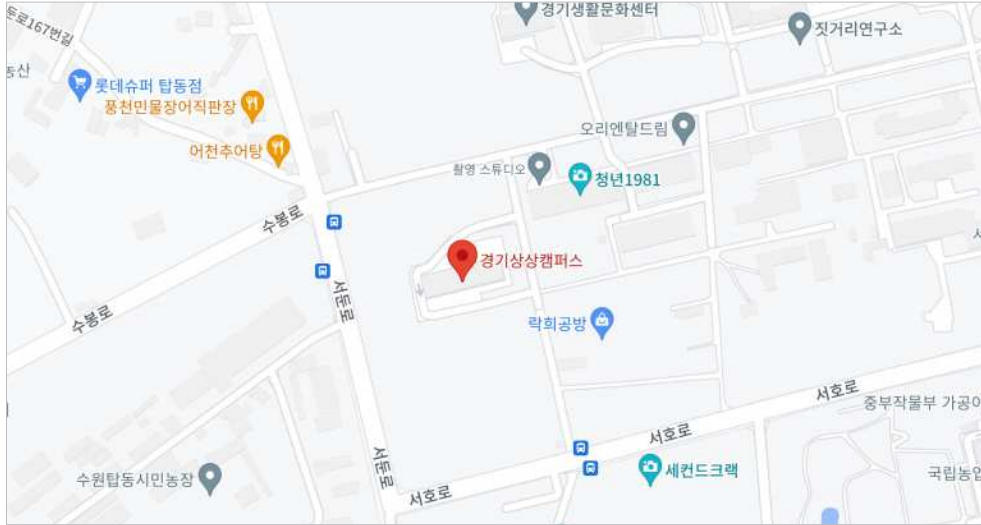 경기생활문화센터
둔로167번길
짓거리연구소
농산
롯데슈퍼 탑동점
풍천민물장어직판장
오리엔탈드림
어천추어탕
촬영 스튜디오
청년1981
수봉로
경기상상캠퍼스
서둔로
수봉로
락희공방
서호로
중부작물부 가공이
서호로
서둔로
세컨드크랙
수원탑동시민농장
국립농업
서호로